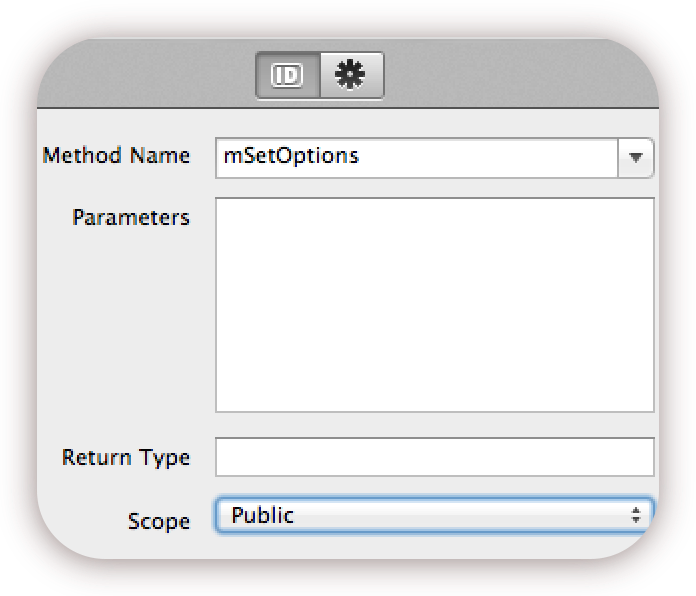 ID
Method Name mSetOptions
Parameters
Return Type
Scope Public